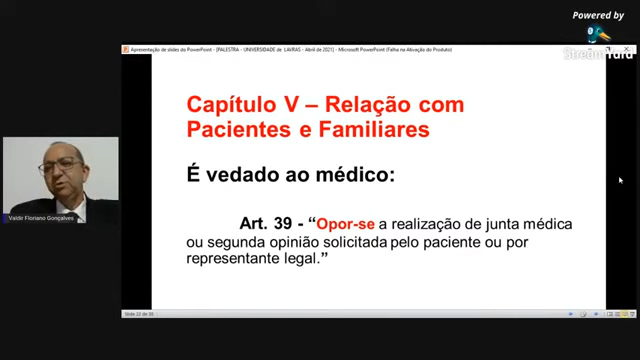 Powered by
StreamYard
Apresentação de slides do PowerPoint - [PALESTRA - UNIVERSIDADE de LAVRAS - Abril de 2021] - Microsoft PowerPoint (Falha na Ativação do Produto)
Capítulo V – Relação com
Pacientes e Familiares
É vedado ao médico:
Art. 39 - “Opor-se a realização de junta médica
ou segunda opinião solicitada pelo paciente ou por
representante legal.”
Valdir Floriano Gonçalves
Slide 22 de 38